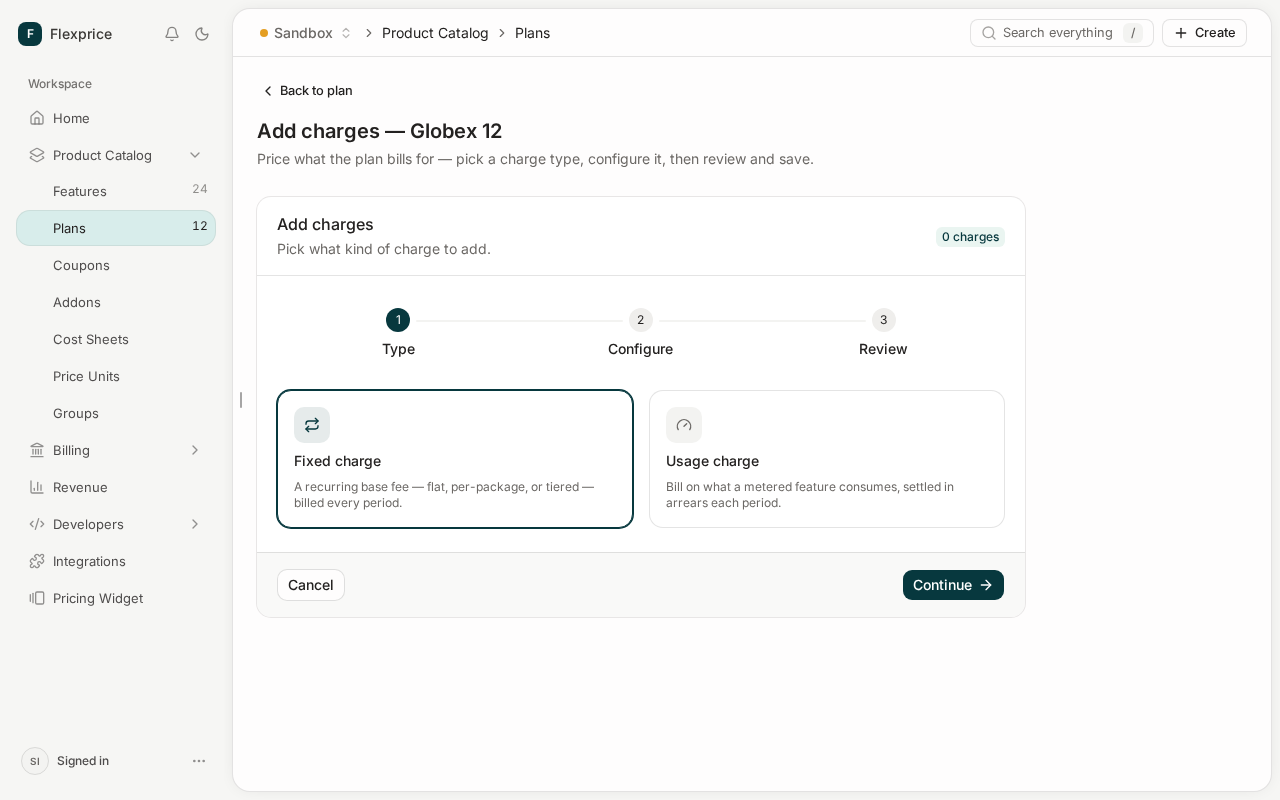 F
Flexprice
Workspace
Home
Product Catalog
Features
24
Plans
12
Coupons
Addons
Cost Sheets
Price Units
Groups
Billing
Revenue
Developers
Integrations
Pricing Widget
SI
Signed in
Sandbox
Product Catalog
Plans
Search everything
/
Create
Back to plan
Add charges — Globex 12
Price what the plan bills for — pick a charge type, configure it, then review and save.
Add charges
Pick what kind of charge to add.
0 charges
1
Type
2
Configure
3
Review
Fixed charge
A recurring base fee — flat, per-package, or tiered —
billed every period.
Usage charge
Bill on what a metered feature consumes, settled in
arrears each period.
Cancel
Continue